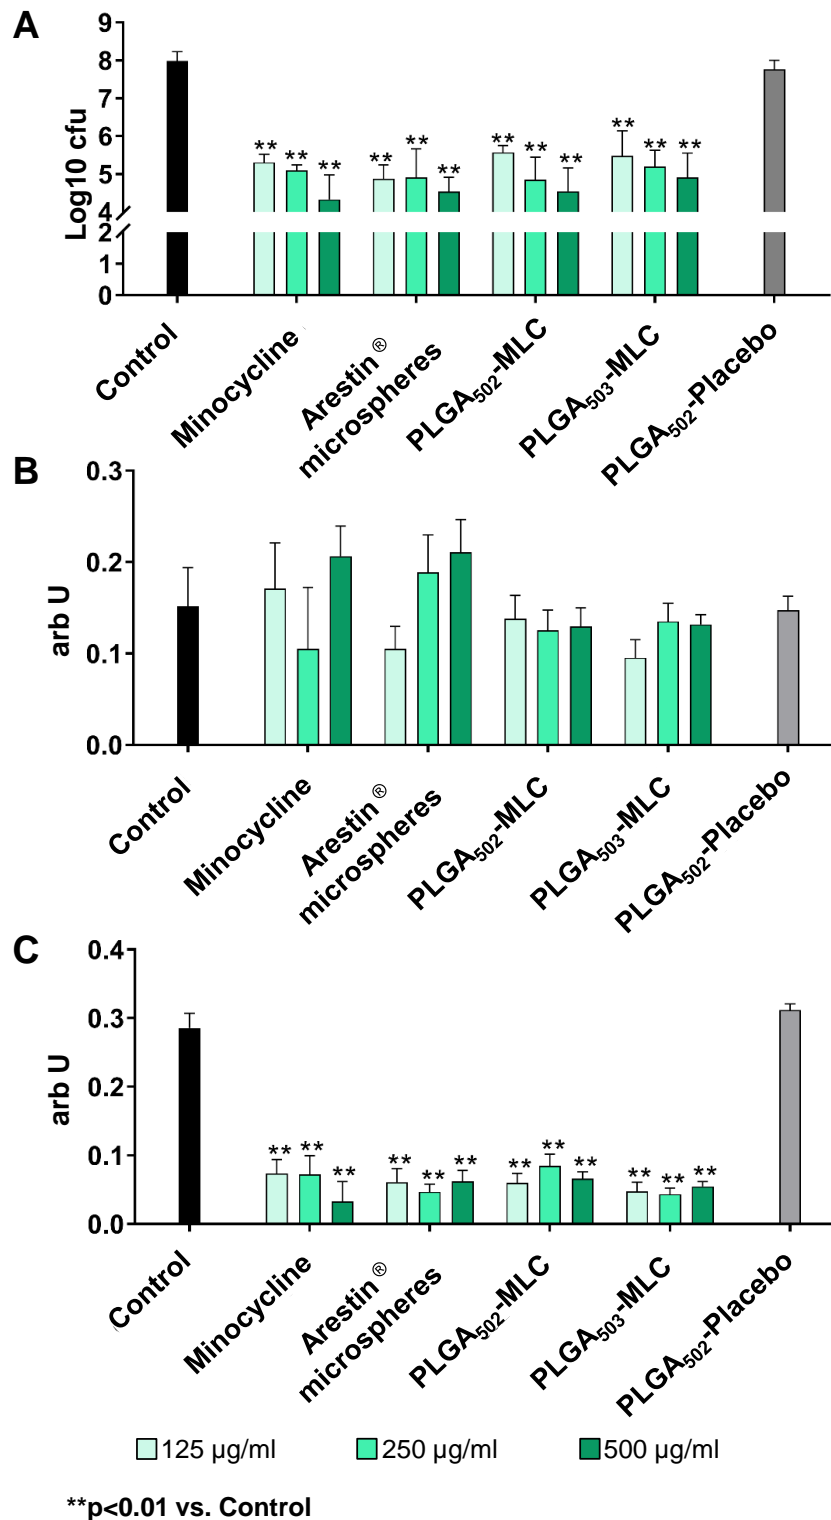 A
9
8
7
6
5
4
2
1
0
Log10 cfu
** ** **
** ** **
** ** **
** ** **
Control
Minocycline
Arestin®
microspheres
PLGA₅₀₂-MLC
PLGA₅₀₃-MLC
PLGA₅₀₂-Placebo
B
0.3
0.2
0.1
0.0
arb U
Control
Minocycline
Arestin®
microspheres
PLGA₅₀₂-MLC
PLGA₅₀₃-MLC
PLGA₅₀₂-Placebo
C
0.4
0.3
0.2
0.1
0.0
arb U
** ** **
** ** **
** ** **
** ** **
Control
Minocycline
Arestin®
microspheres
PLGA₅₀₂-MLC
PLGA₅₀₃-MLC
PLGA₅₀₂-Placebo
125 µg/ml 250 µg/ml 500 µg/ml
**p<0.01 vs. Control